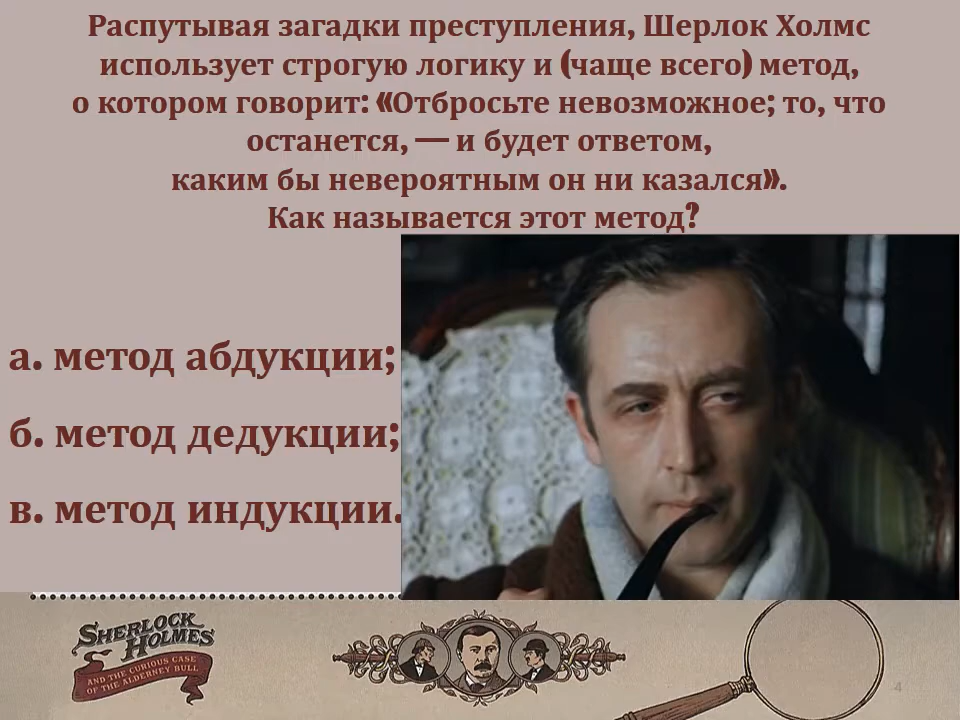 Распутывая загадки преступления, Шерлок Холмс
использует строгую логику и (чаще всего) метод,
о котором говорит: «Отбросьте невозможное; то, что
останется, — и будет ответом,
каким бы невероятным он ни казался».
Как называется этот метод?
а. метод абдукции;
б. метод дедукции;
в. метод индукции.
SHERLOCK
HOLMES
AND THE CURIOUS CASE
OF THE ALDERNEY BULL
4